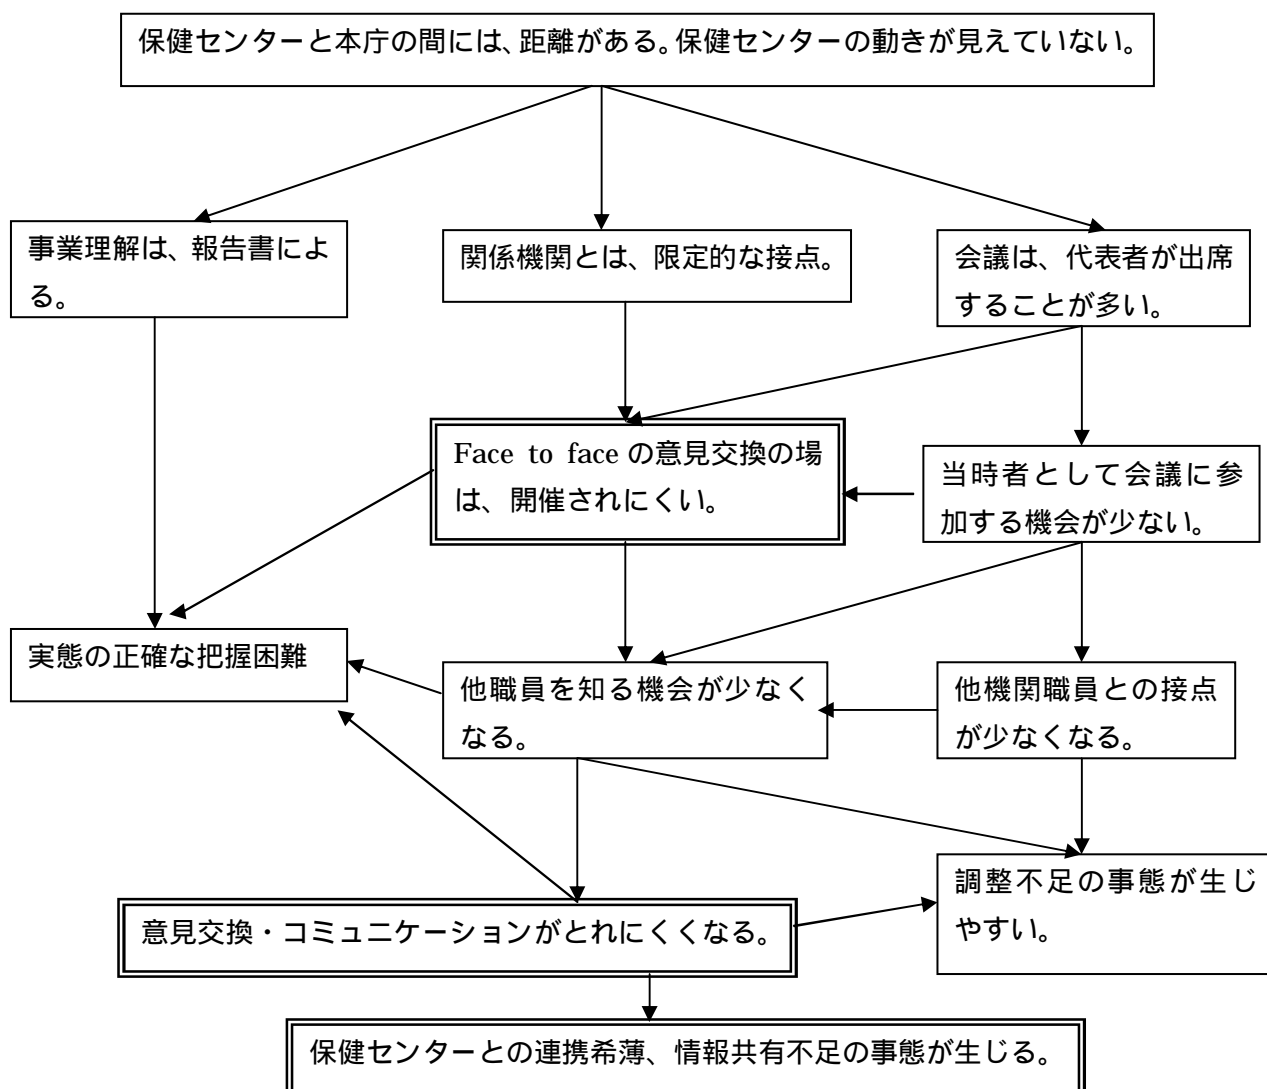 保健センターと本庁の間には、距離がある。保健センターの動きが見えていない。
事業理解は、報告書によ
る。
関係機関とは、限定的な接点。
会議は、代表者が出席
することが多い。
Face to face の意見交換の場
は、開催されにくい。
当時者として会議に参
加する機会が少ない。
実態の正確な把握困難
他職員を知る機会が少なく
なる。
他機関職員との接点
が少なくなる。
調整不足の事態が生じ
やすい。
意見交換・コミュニケーションがとれにくくなる。
保健センターとの連携希薄、情報共有不足の事態が生じる。